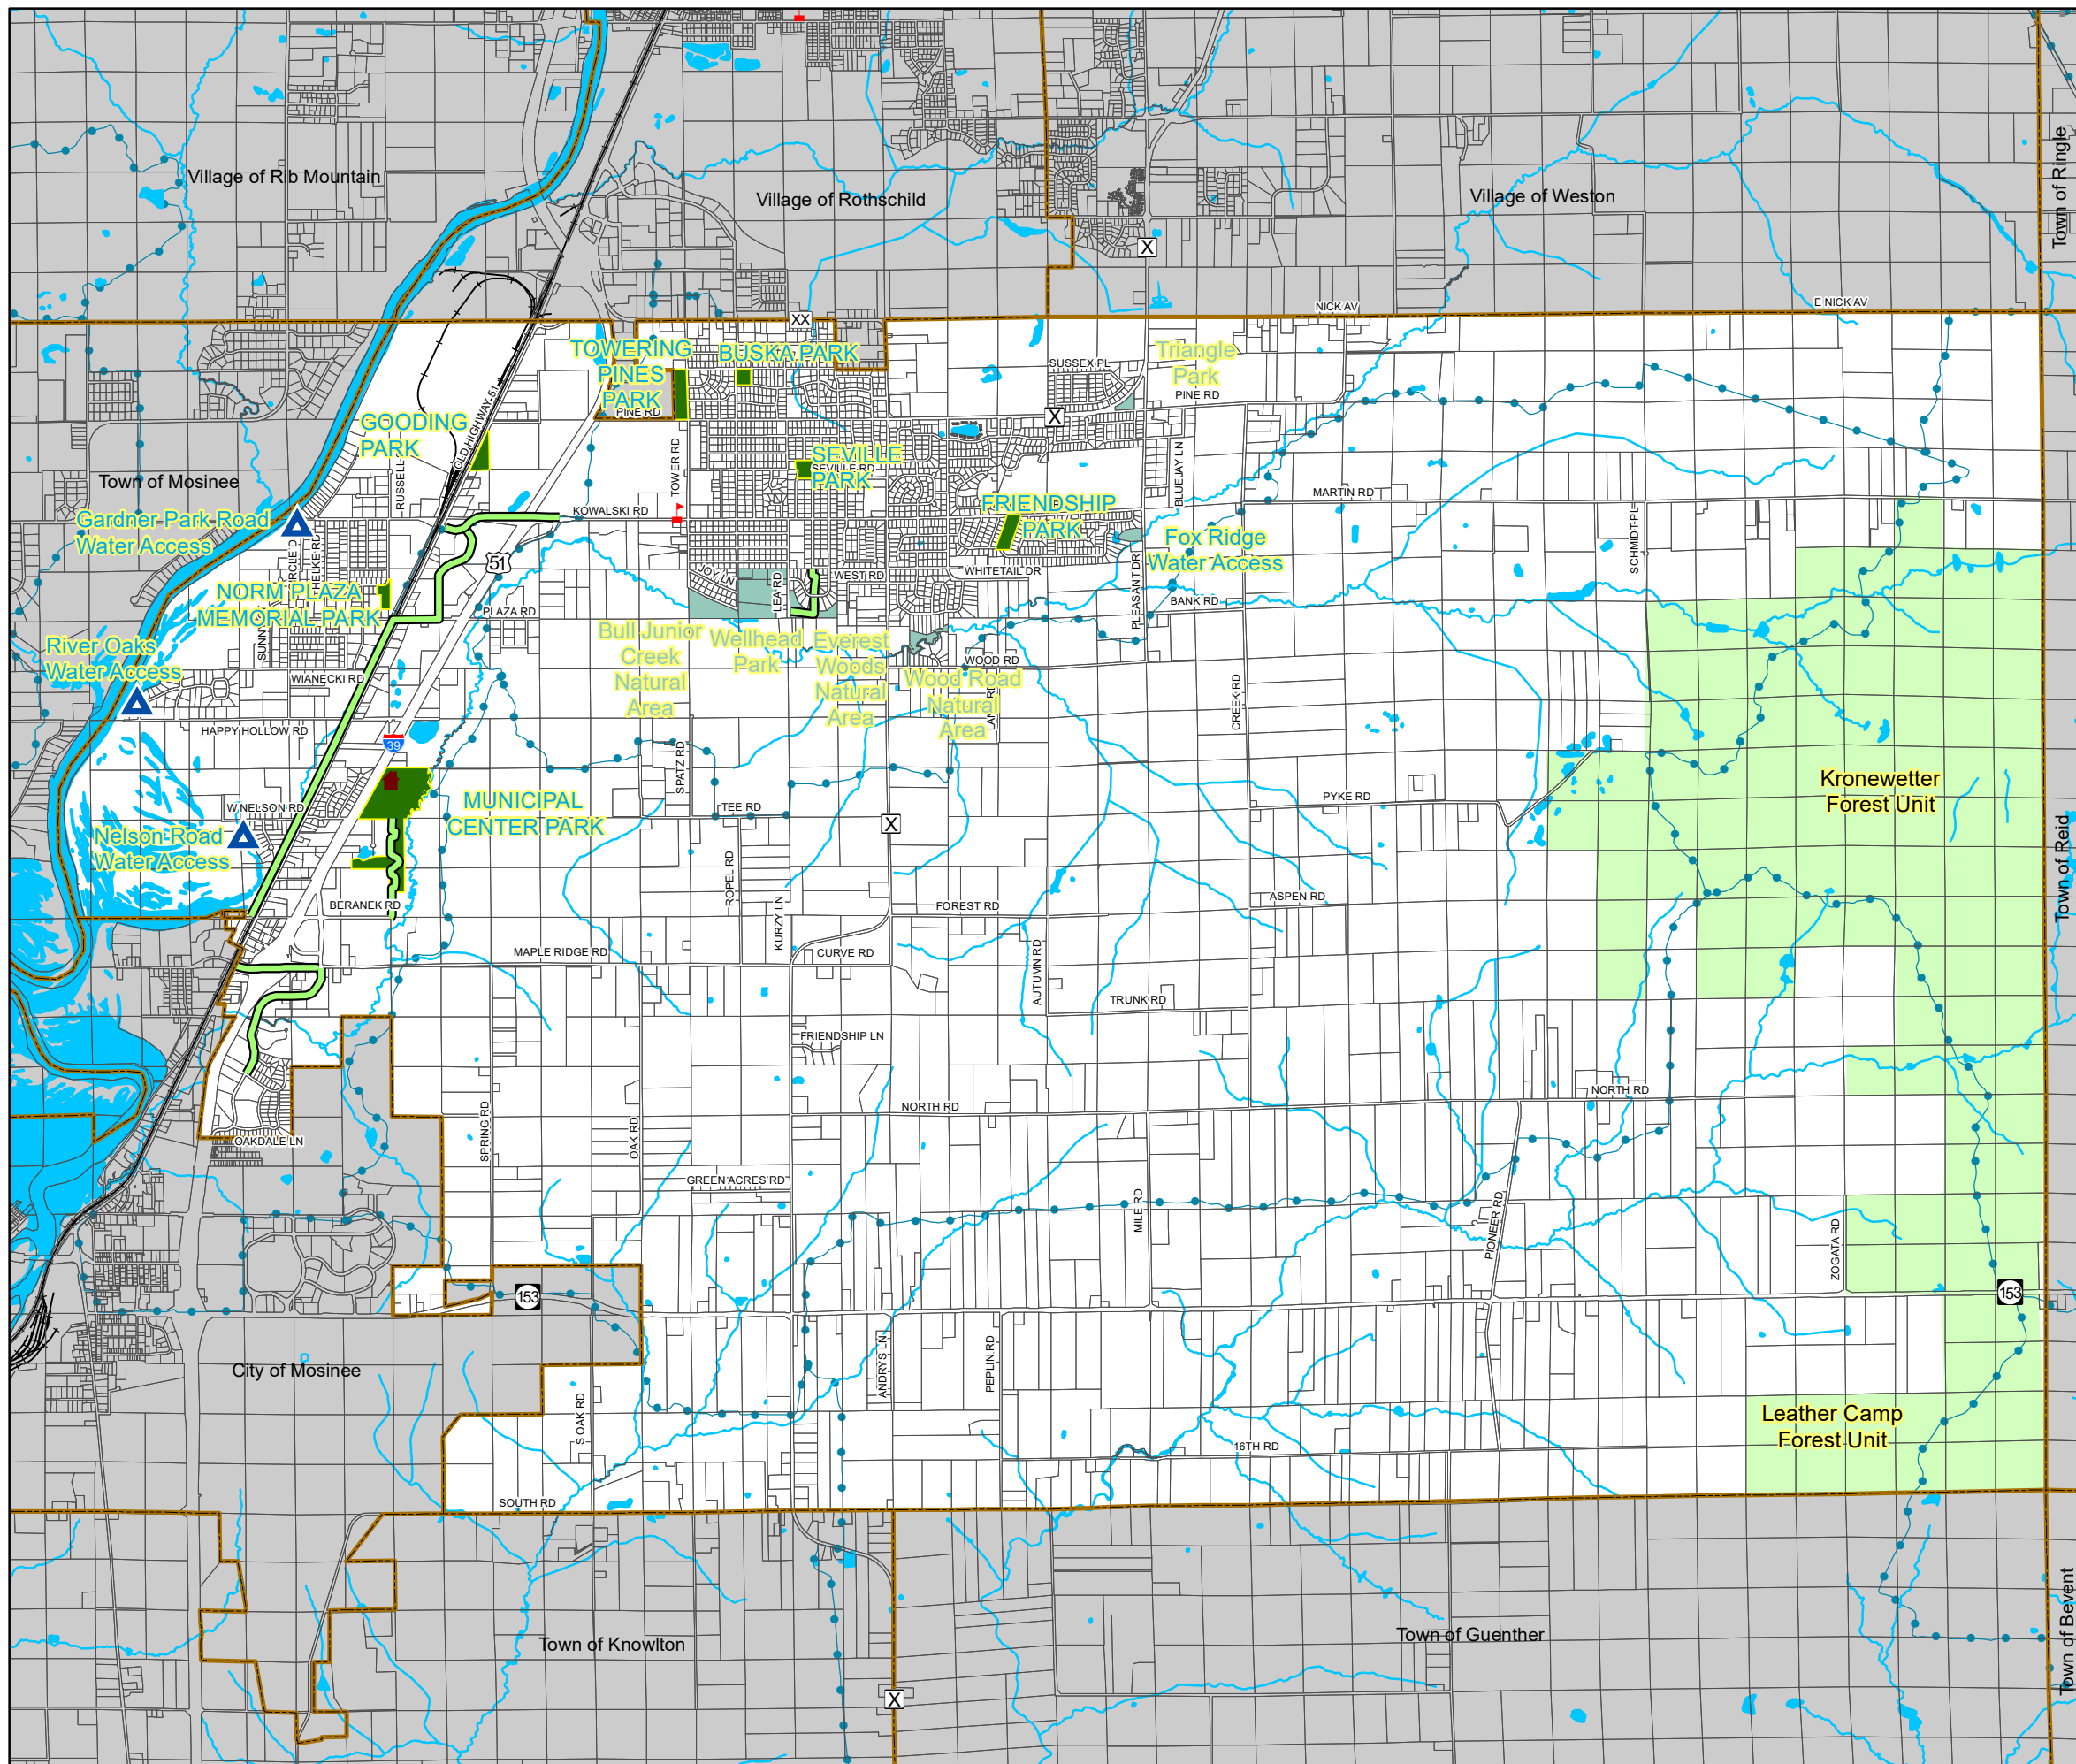 Village of Rib Mountain
Village of Rothschild
Village of Weston
Town of Ringle
X
NICK AV
E NICK AV
XX
TOWERING
PINES
PARK
PINE RD
BUSKA PARK
SUSSEX PL
Triangle
Park
PINE RD
X
GOODING
PARK
OLD HIGHWAY 51
RUSSELL
TOWER RD
SEVILLE
SEVILLE RD
PARK
BLUEJAY LN
Town of Mosinee
MARTIN RD
Gardner Park Road
Water Access
KOWALSKI RD
FRIENDSHIP
PARK
Fox Ridge
Water Access
SCHMIDT PL
51
JOY LN
LEA RD
WEST RD
WHITETAIL DR
PLEASANT DR
BANK RD
NORM PLAZA
MEMORIAL PARK
PLAZA RD
River Oaks
Water Access
WIANECKI RD
Bull Junior
Creek
Natural
Area
Wellhead
Park
Everest
Woods
Natural
Area
WOOD RD
Wood Road
Natural
Area
CREEK RD
HAPPY HOLLOW RD
39
SPATZ RD
Kronewetter
Forest Unit
W NELSON RD
MUNICIPAL
CENTER PARK
TEE RD
X
PYKE RD
Nelson Road
Water Access
Town of Reid
ROPEL RD
BERANEK RD
KURZY LN
FOREST RD
ASPEN RD
MAPLE RIDGE RD
CURVE RD
AUTUMN RD
TRUNK RD
FRIENDSHIP LN
NORTH RD
NORTH RD
OAKDALE LN
SPRING RD
OAK RD
GREEN ACRES RD
MILE RD
PIONEER RD
ZOGATA RD
153
153
City of Mosinee
ANDRYS LN
PEPLIN RD
S OAK RD
Leather Camp
Forest Unit
16TH RD
SOUTH RD
Town of Knowlton
Town of Guenther
Town of Bevent
X